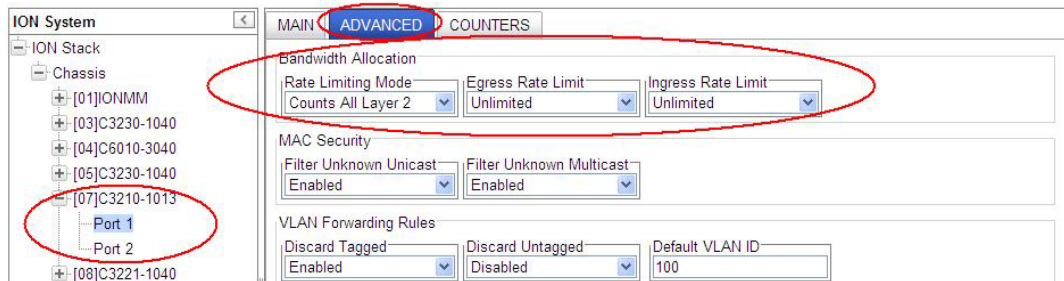 ION System
ION Stack
Chassis
[01]IONMM
[03]C3230-1040
[04]C6010-3040
[05]C3230-1040
[07]C3210-1013
Port 1
Port 2
[08]C3221-1040
MAIN ADVANCED COUNTERS
Bandwidth Allocation
Rate Limiting Mode Egress Rate Limit Ingress Rate Limit
Counts All Layer 2 Unlimited Unlimited
MAC Security
Filter Unknown Unicast Filter Unknown Multicast
Enabled Enabled
VLAN Forwarding Rules
Discard Tagged Discard Untagged Default VLAN ID
Enabled Disabled 100